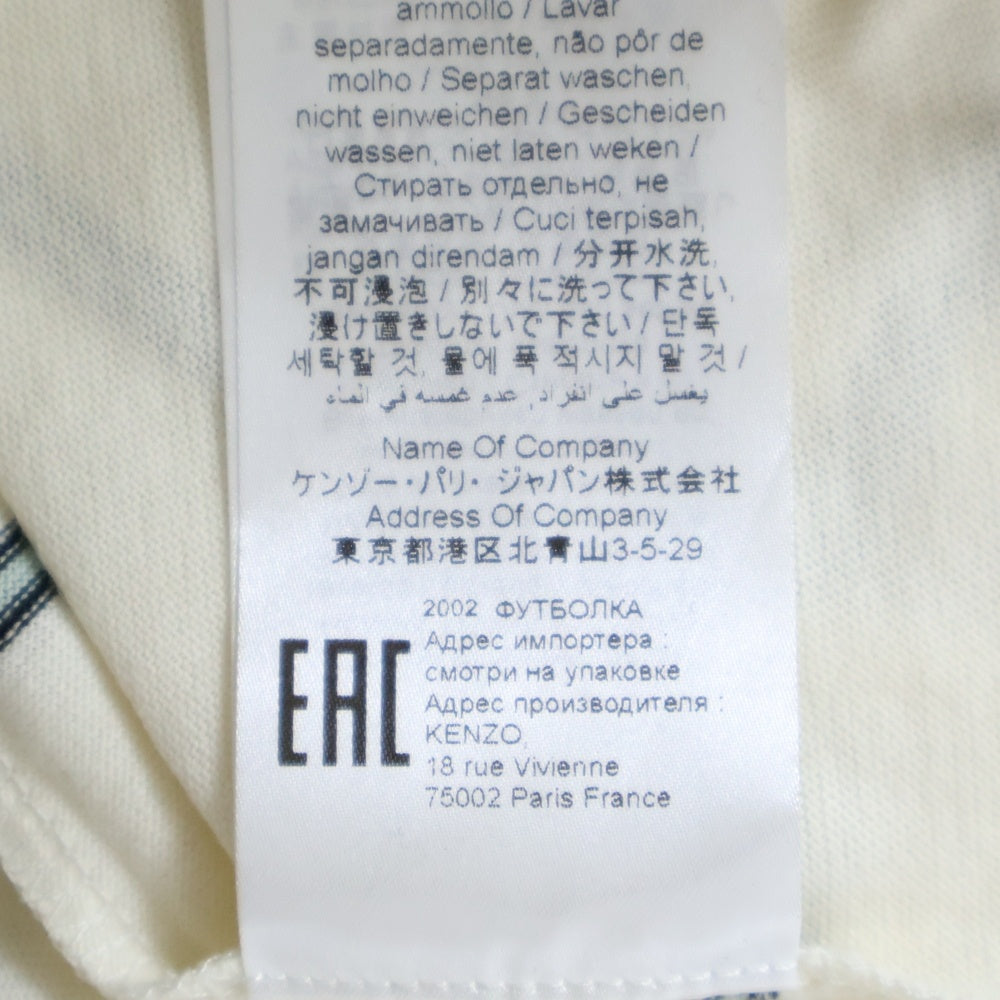 ammollo / Lavar
separadamente, não pôr de
molho / Separat waschen,
nicht einweichen / Gescheiden
wassen, niet laten weken /
Стирать отдельно, не
замачивать / Cuci terpisah,
jangan direndam / 分开水洗,
不可浸泡 / 別々に洗って下さい,
浸け置きしないで下さい / 단독
세탁할 것, 물에 푹 적시지 말 것 /
يغسل على انفراد, عدم غمسه في الماء
Name Of Company
ケンゾー・パリ・ジャパン株式会社
Address Of Company
東京都港区北青山3-5-29
2002 ФУТБОЛКА
EAC
Адрес импортера :
смотри на упаковке
Адрес производителя :
KENZO,
18 rue Vivienne
75002 Paris France